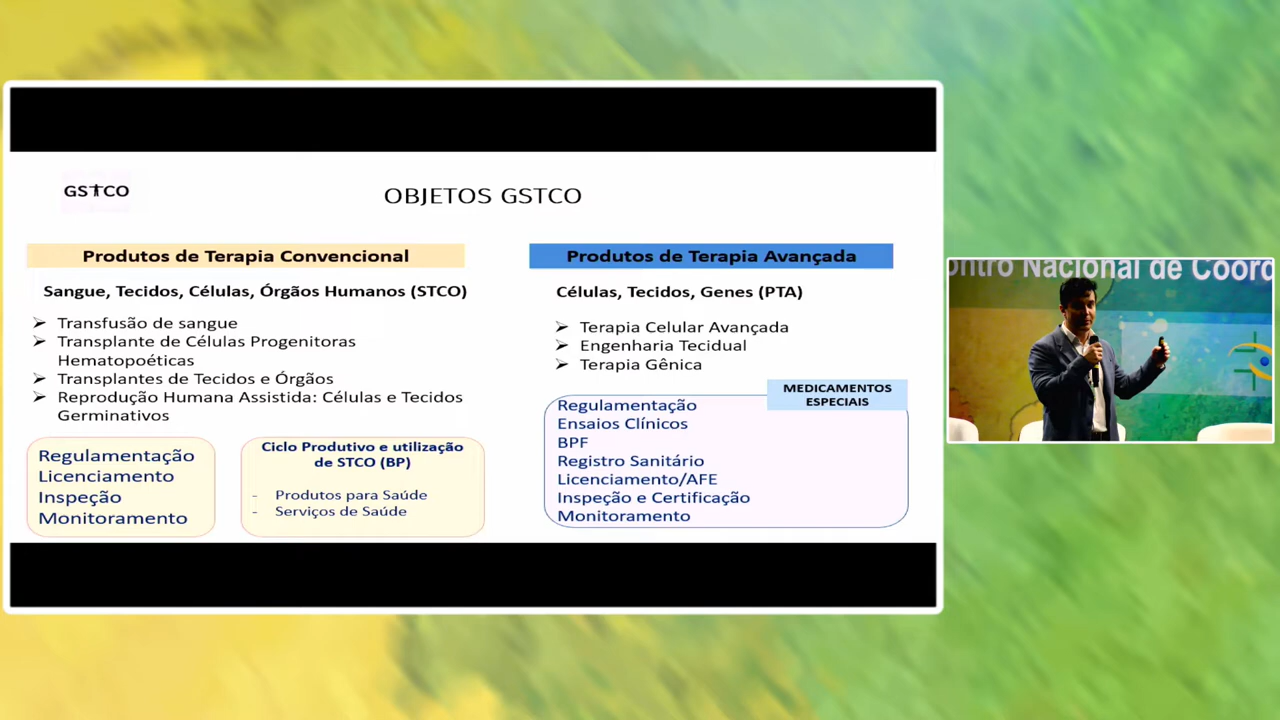 GSTCO
OBJETOS GSTCO
Produtos de Terapia Convencional
Sangue, Tecidos, Células, Órgãos Humanos (STCO)
➢ Transfusão de sangue
➢ Transplante de Células Progenitoras
Hematopoéticas
➢ Transplantes de Tecidos e Órgãos
➢ Reprodução Humana Assistida: Células e Tecidos
Germinativos
Regulamentação
Licenciamento
Inspeção
Monitoramento
Ciclo Produtivo e utilização
de STCO (BP)
- Produtos para Saúde
- Serviços de Saúde
Produtos de Terapia Avançada
Células, Tecidos, Genes (PTA)
➢ Terapia Celular Avançada
➢ Engenharia Tecidual
➢ Terapia Gênica
MEDICAMENTOS
ESPECIAIS
Regulamentação
Ensaios Clínicos
BPF
Registro Sanitário
Licenciamento/AFE
Inspeção e Certificação
Monitoramento
ontro Nacional de Coord